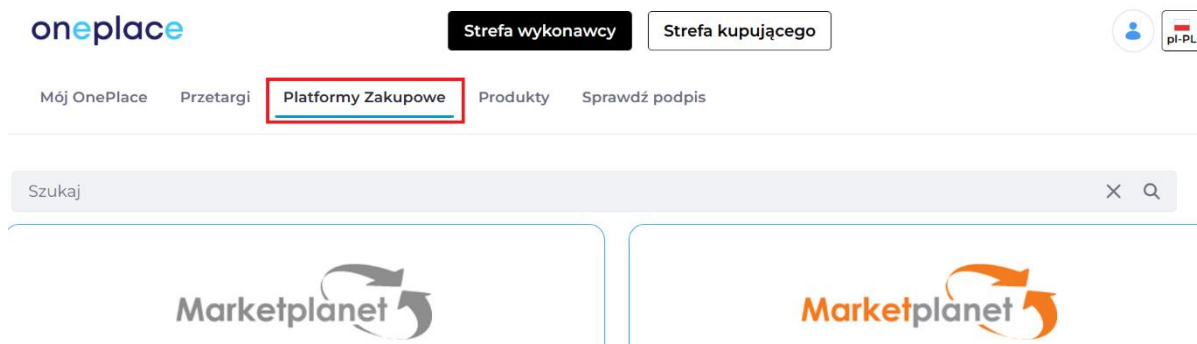 oneplace
Strefa wykonawcy
Strefa kupującego
pl-PL
Mój OnePlace
Przetargi
Platformy Zakupowe
Produkty
Sprawdź podpis
Szukaj
Marketplanet
Marketplanet